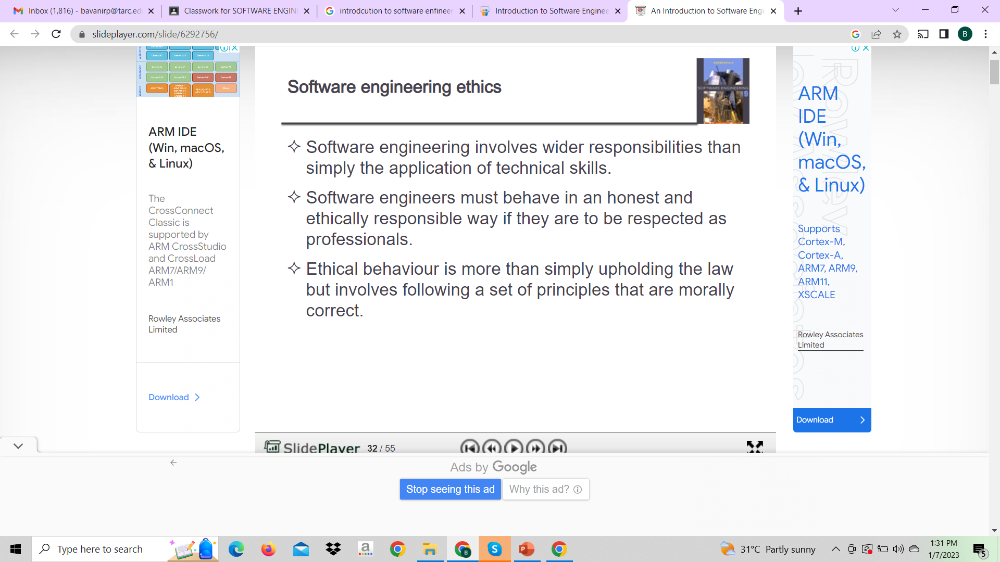 Inbox (1,816) - bavanirp@tarc.ed
Classwork for SOFTWARE ENGIN
introdcution to software enfineer
Introduction to Software Enginee
An Introduction to Software Engi
slideplayer.com/slide/6292756/
B
Advanced
Mature
ARM IDE
(Win, macOS,
& Linux)
The
CrossConnect
Classic is
supported by
ARM CrossStudio
and CrossLoad
ARM7/ARM9/
ARM1
Rowley Associates
Limited
Download
Software engineering ethics
SOFTWARE ENGINEERING
9
Software engineering involves wider responsibilities than
simply the application of technical skills.
Software engineers must behave in an honest and
ethically responsible way if they are to be respected as
professionals.
Ethical behaviour is more than simply upholding the law
but involves following a set of principles that are morally
correct.
SlidePlayer
32 / 55
ARM
IDE
(Win,
macOS,
& Linux)
Supports
Cortex-M,
Cortex-A,
ARM7, ARM9,
ARM11,
XSCALE
Rowley Associates
Limited
Download
Ads by Google
Stop seeing this ad
Why this ad?
Type here to search
31°C Partly sunny
1:31 PM
1/7/2023
5